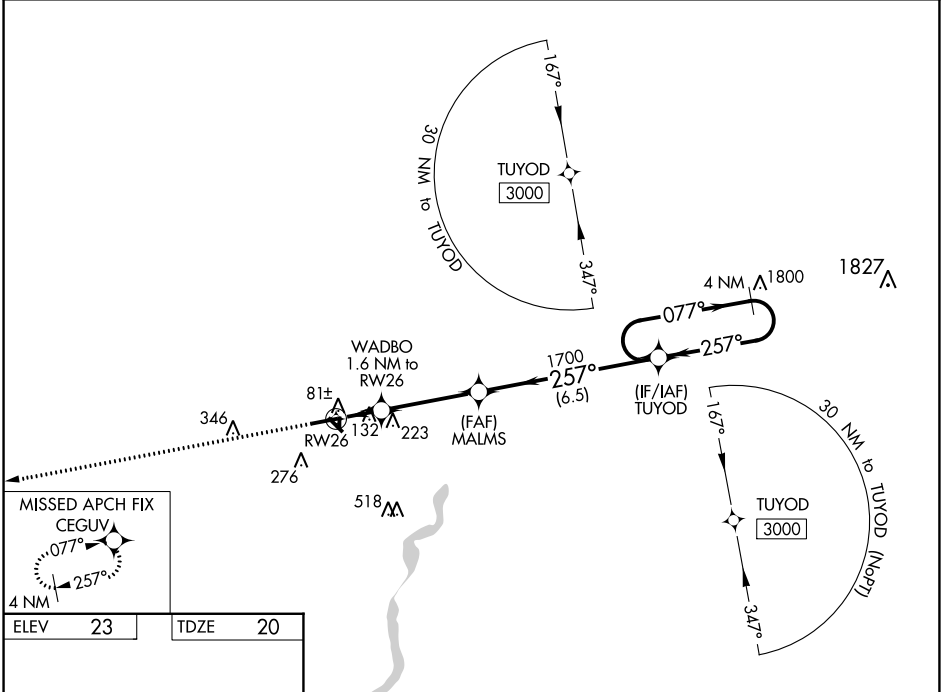 167°
30 NM to TUYOD
TUYOD
3000
347°
4 NM
1800
1827
077°
257°
WADBO
1.6 NM to
RW26
1700
257°
(6.5)
(IF/IAF)
TUYOD
81±
346
132
223
RW26
(FAF)
MALMS
276
518
167°
30 NM to TUYOD (NoPT)
TUYOD
3000
347°
MISSED APCH FIX
CEGUV
077°
257°
4 NM
ELEV 23
TDZE 20